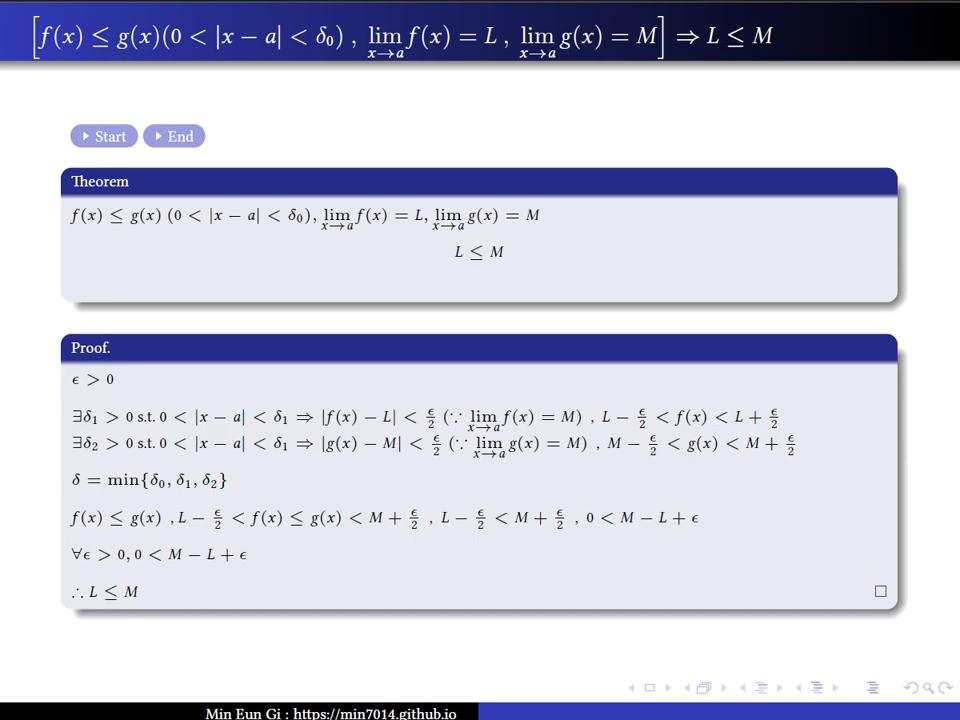 [f(x) ≤ g(x)(0 < |x − a| < δ₀) , lim_{x→a} f(x) = L , lim_{x→a} g(x) = M] ⇒ L ≤ M
Start End
Theorem
f(x) ≤ g(x) (0 < |x − a| < δ₀), lim_{x→a} f(x) = L, lim_{x→a} g(x) = M
L ≤ M
Proof.
ϵ > 0
∃δ₁ > 0 s.t. 0 < |x − a| < δ₁ ⇒ |f(x) − L| < ϵ/2 (∵ lim_{x→a} f(x) = M) , L − ϵ/2 < f(x) < L + ϵ/2
∃δ₂ > 0 s.t. 0 < |x − a| < δ₁ ⇒ |g(x) − M| < ϵ/2 (∵ lim_{x→a} g(x) = M) , M − ϵ/2 < g(x) < M + ϵ/2
δ = min{δ₀, δ₁, δ₂}
f(x) ≤ g(x) , L − ϵ/2 < f(x) ≤ g(x) < M + ϵ/2 , L − ϵ/2 < M + ϵ/2 , 0 < M − L + ϵ
∀ϵ > 0, 0 < M − L + ϵ
∴ L ≤ M
Min Eun Gi : https://min7014.github.io